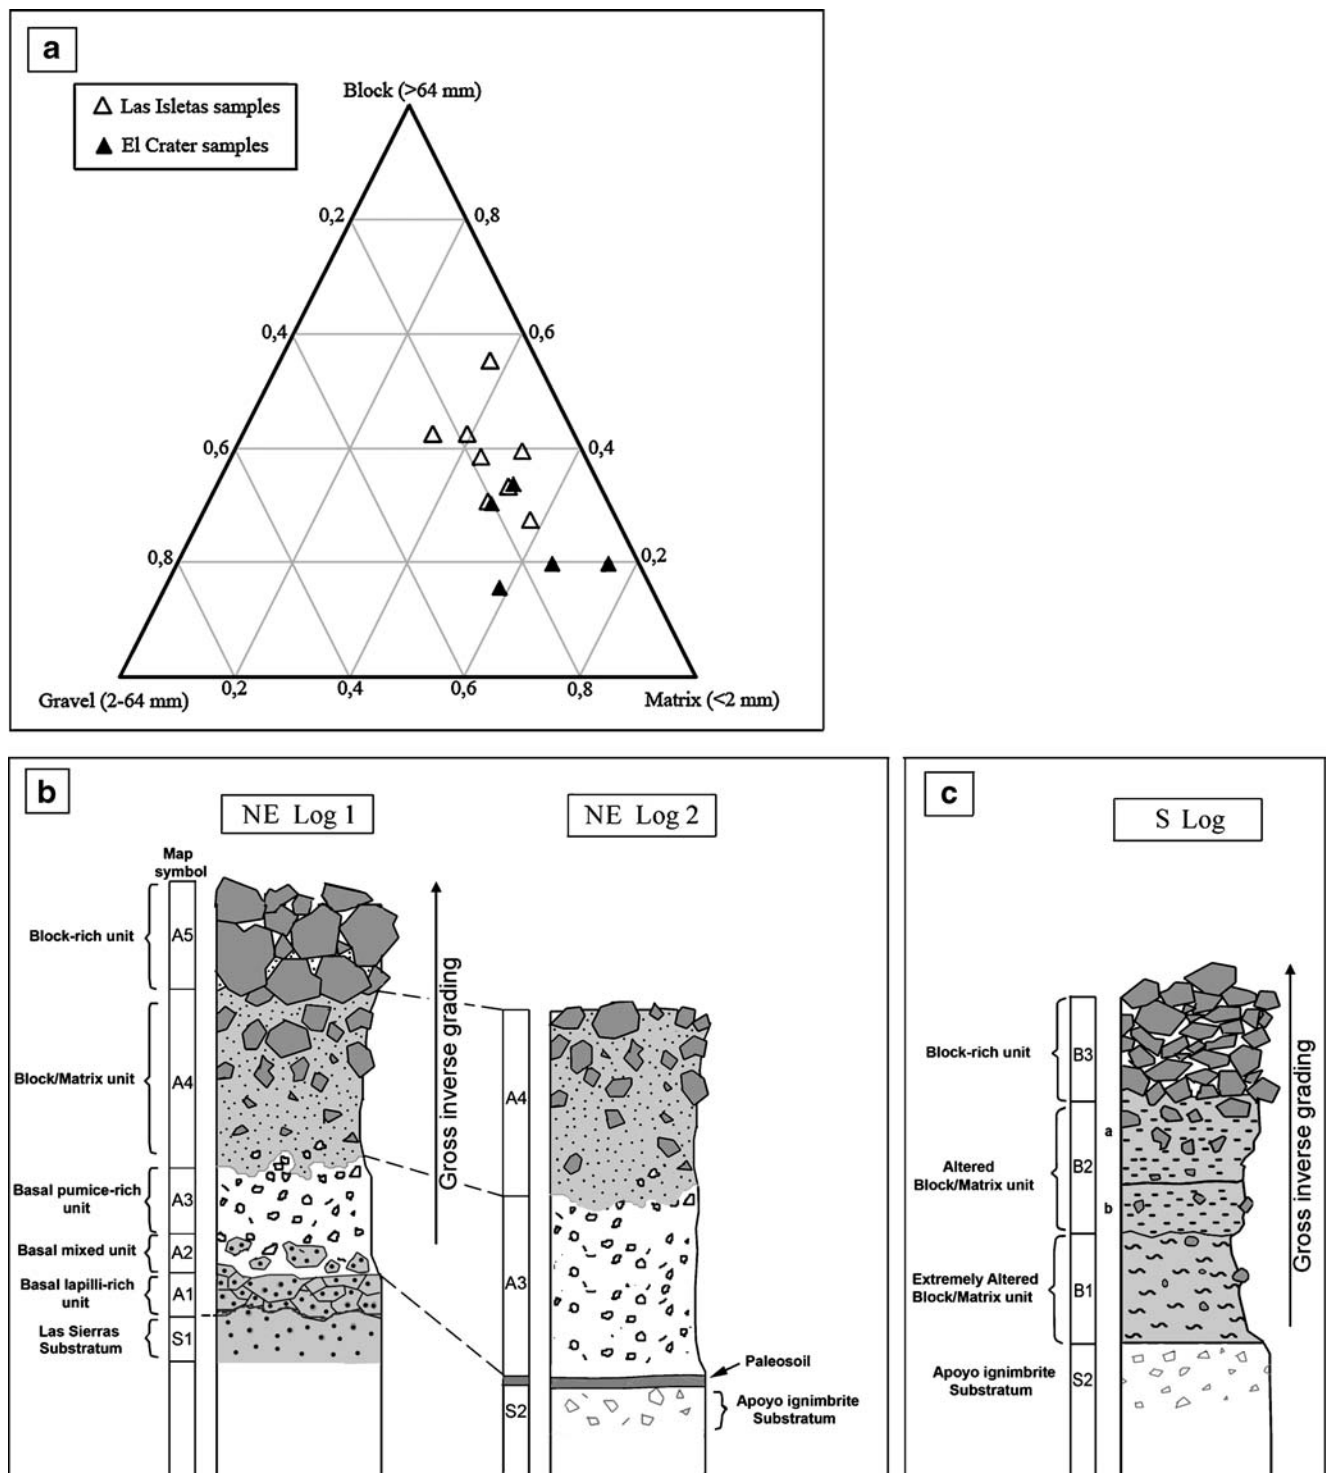 a
Las Isletas samples
El Crater samples
Block (>64 mm)
0,2
0,8
0,4
0,6
0,6
0,4
0,8
0,2
0,2
0,4
0,6
0,8
Gravel (2-64 mm)
Matrix (<2 mm)
b
NE Log 1
NE Log 2
Map
symbol
Block-rich unit
A5
Block/Matrix unit
A4
Basal pumice-rich
unit
A3
Basal mixed unit
A2
Basal lapilli-rich
unit
A1
Las Sierras
Substratum
S1
Gross inverse grading
A4
A3
S2
Paleosoil
Apoyo ignimbrite
Substratum
c
S Log
Block-rich unit
B3
Altered
Block/Matrix unit
B2
a
b
Extremely Altered
Block/Matrix unit
B1
Apoyo ignimbrite
Substratum
S2
Gross inverse grading